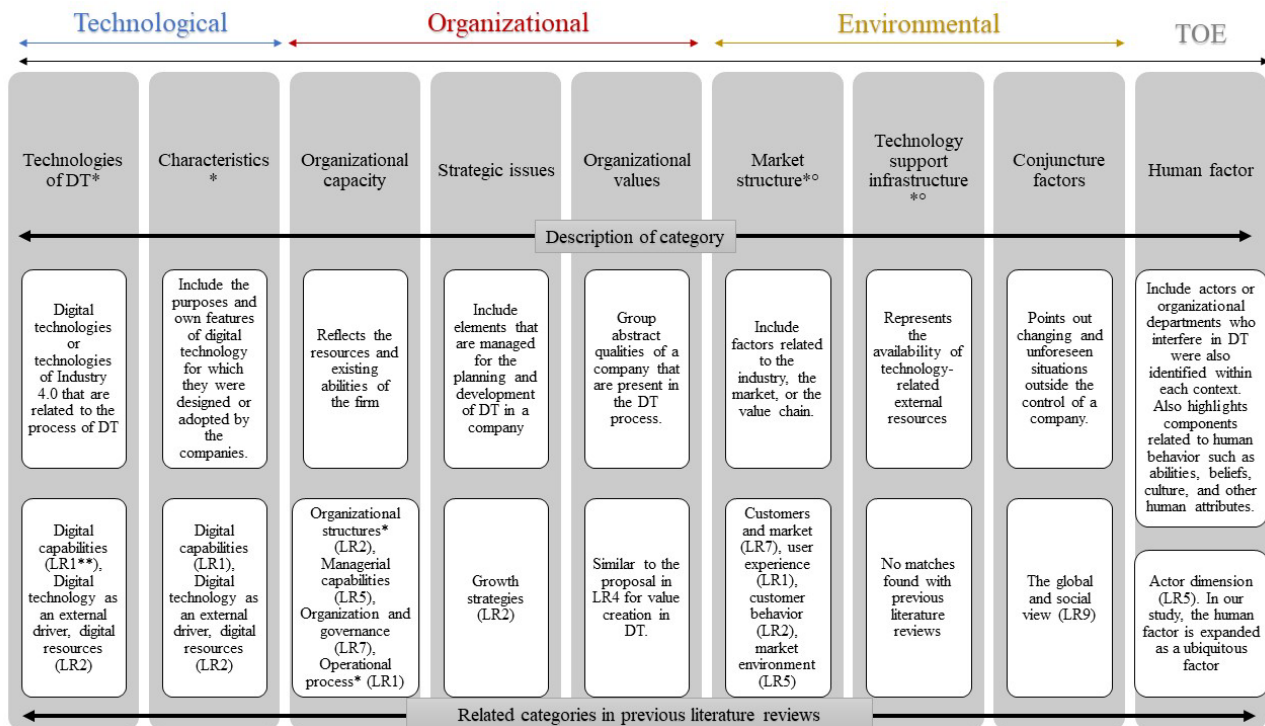 Technological
Organizational
Environmental
TOE
Technologies
of DT*
Characteristics
*
Organizational
capacity
Strategic issues
Organizational
values
Market
structure*°
Technology
support
infrastructure
*°
Conjuncture
factors
Human factor
Description of category
Digital
technologies
or
technologies
of Industry
4.0 that are
related to the
process of DT
Include the
purposes and
own features
of digital
technology
for which
they were
designed or
adopted by
the
companies.
Reflects the
resources and
existing
abilities of
the firm
Include
elements that
are managed
for the
planning and
development
of DT in a
company
Group
abstract
qualities of a
company that
are present in
the DT
process.
Include
factors
related to
the
industry, the
market, or the
value chain.
Represents
the
availability of
technology-
related
external
resources
Points out
changing and
unforeseen
situations
outside the
control of a
company.
Include actors or
organizational
departments who
interfere in DT
were also
identified within
each context.
Also highlights
components
related to human
behavior such as
abilities, beliefs,
culture, and other
human attributes.
Digital
capabilities
(LR1**),
Digital
technology as
an external
driver, digital
resources
(LR2)
Digital
capabilities
(LR1),
Digital
technology as
an external
driver, digital
resources
(LR2)
Organizational
structures*
(LR2),
Managerial
capabilities
(LR5),
Organization and
governance
(LR7),
Operational
process* (LR1)
Growth
strategies
(LR2)
Similar to the
proposal in
LR4 for value
creation in
DT.
Customers
and market
(LR7), user
experience
(LR1),
customer
behavior
(LR2),
market
environment
(LR5)
No matches
found with
previous
literature
reviews
The global
and social
view (LR9)
Actor dimension
(LR5). In our
study, the human
factor is expanded
as a ubiquitous
factor
Related categories in previous literature reviews